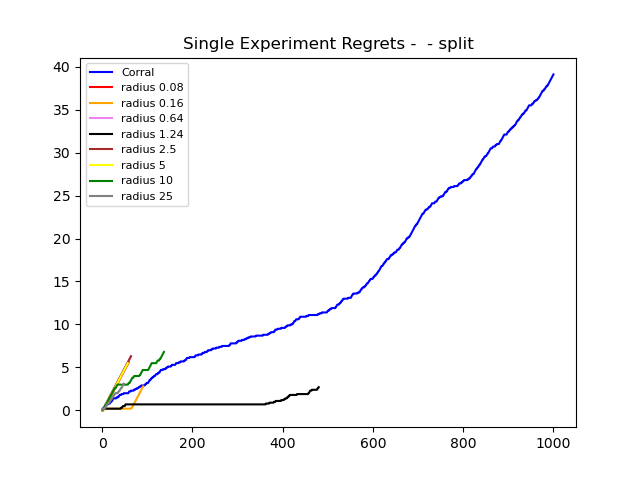 Single Experiment Regrets -  - split
40
35
30
25
20
15
10
5
0
Corral
radius 0.08
radius 0.16
radius 0.64
radius 1.24
radius 2.5
radius 5
radius 10
radius 25
0 200 400 600 800 1000